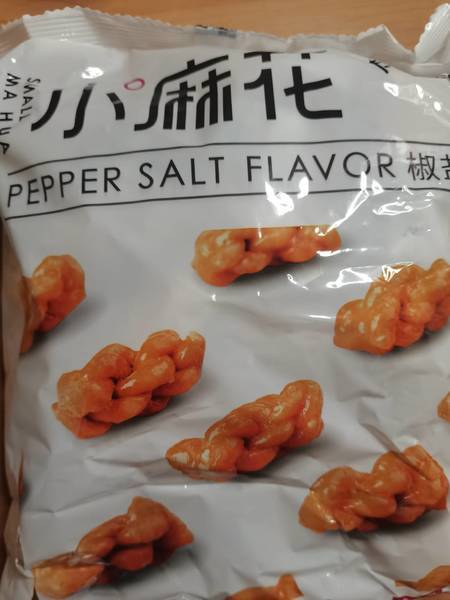 小麻花
SMALL
MA HUA
PEPPER SALT FLAVOR 椒盐